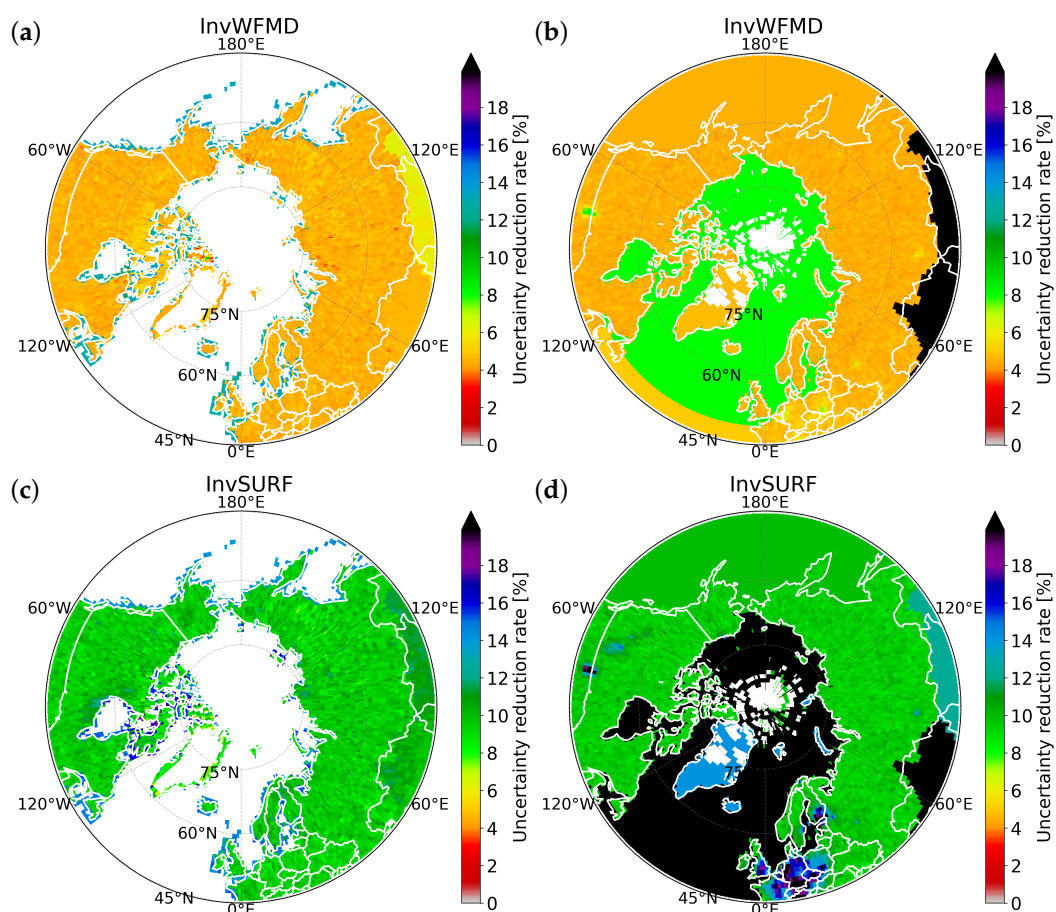 (a)
InvWFMD
180°E
60°W
120°E
75°N
120°W
60°E
60°N
45°N
0°E
18
16
14
12
10
8
6
4
2
0
Uncertainty reduction rate [%]
(b)
InvWFMD
180°E
60°W
120°E
75°N
120°W
60°E
60°N
45°N
0°E
18
16
14
12
10
8
6
4
2
0
Uncertainty reduction rate [%]
(c)
InvSURF
180°E
60°W
120°E
75°N
120°W
60°E
60°N
45°N
0°E
18
16
14
12
10
8
6
4
2
0
Uncertainty reduction rate [%]
(d)
InvSURF
180°E
60°W
120°E
75
120°W
60°E
45°N
0°E
18
16
14
12
10
8
6
4
2
0
Uncertainty reduction rate [%]